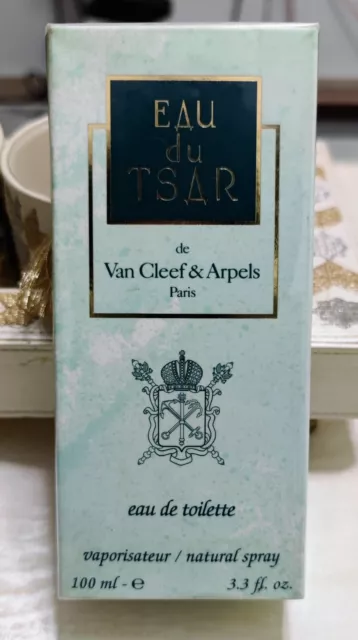 EAU
du
TSAR
de
Van Cleef & Arpels
Paris
eau de toilette
vaporisateur / natural spray
100 ml - e 3.3 fl. oz.